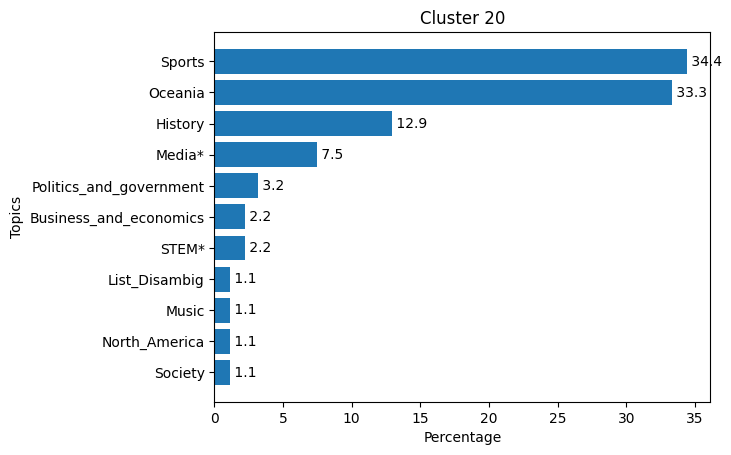 Cluster 20
Topics
Sports 34.4
Oceania 33.3
History 12.9
Media* 7.5
Politics_and_government 3.2
Business_and_economics 2.2
STEM* 2.2
List_Disambig 1.1
Music 1.1
North_America 1.1
Society 1.1
0 5 10 15 20 25 30 35
Percentage